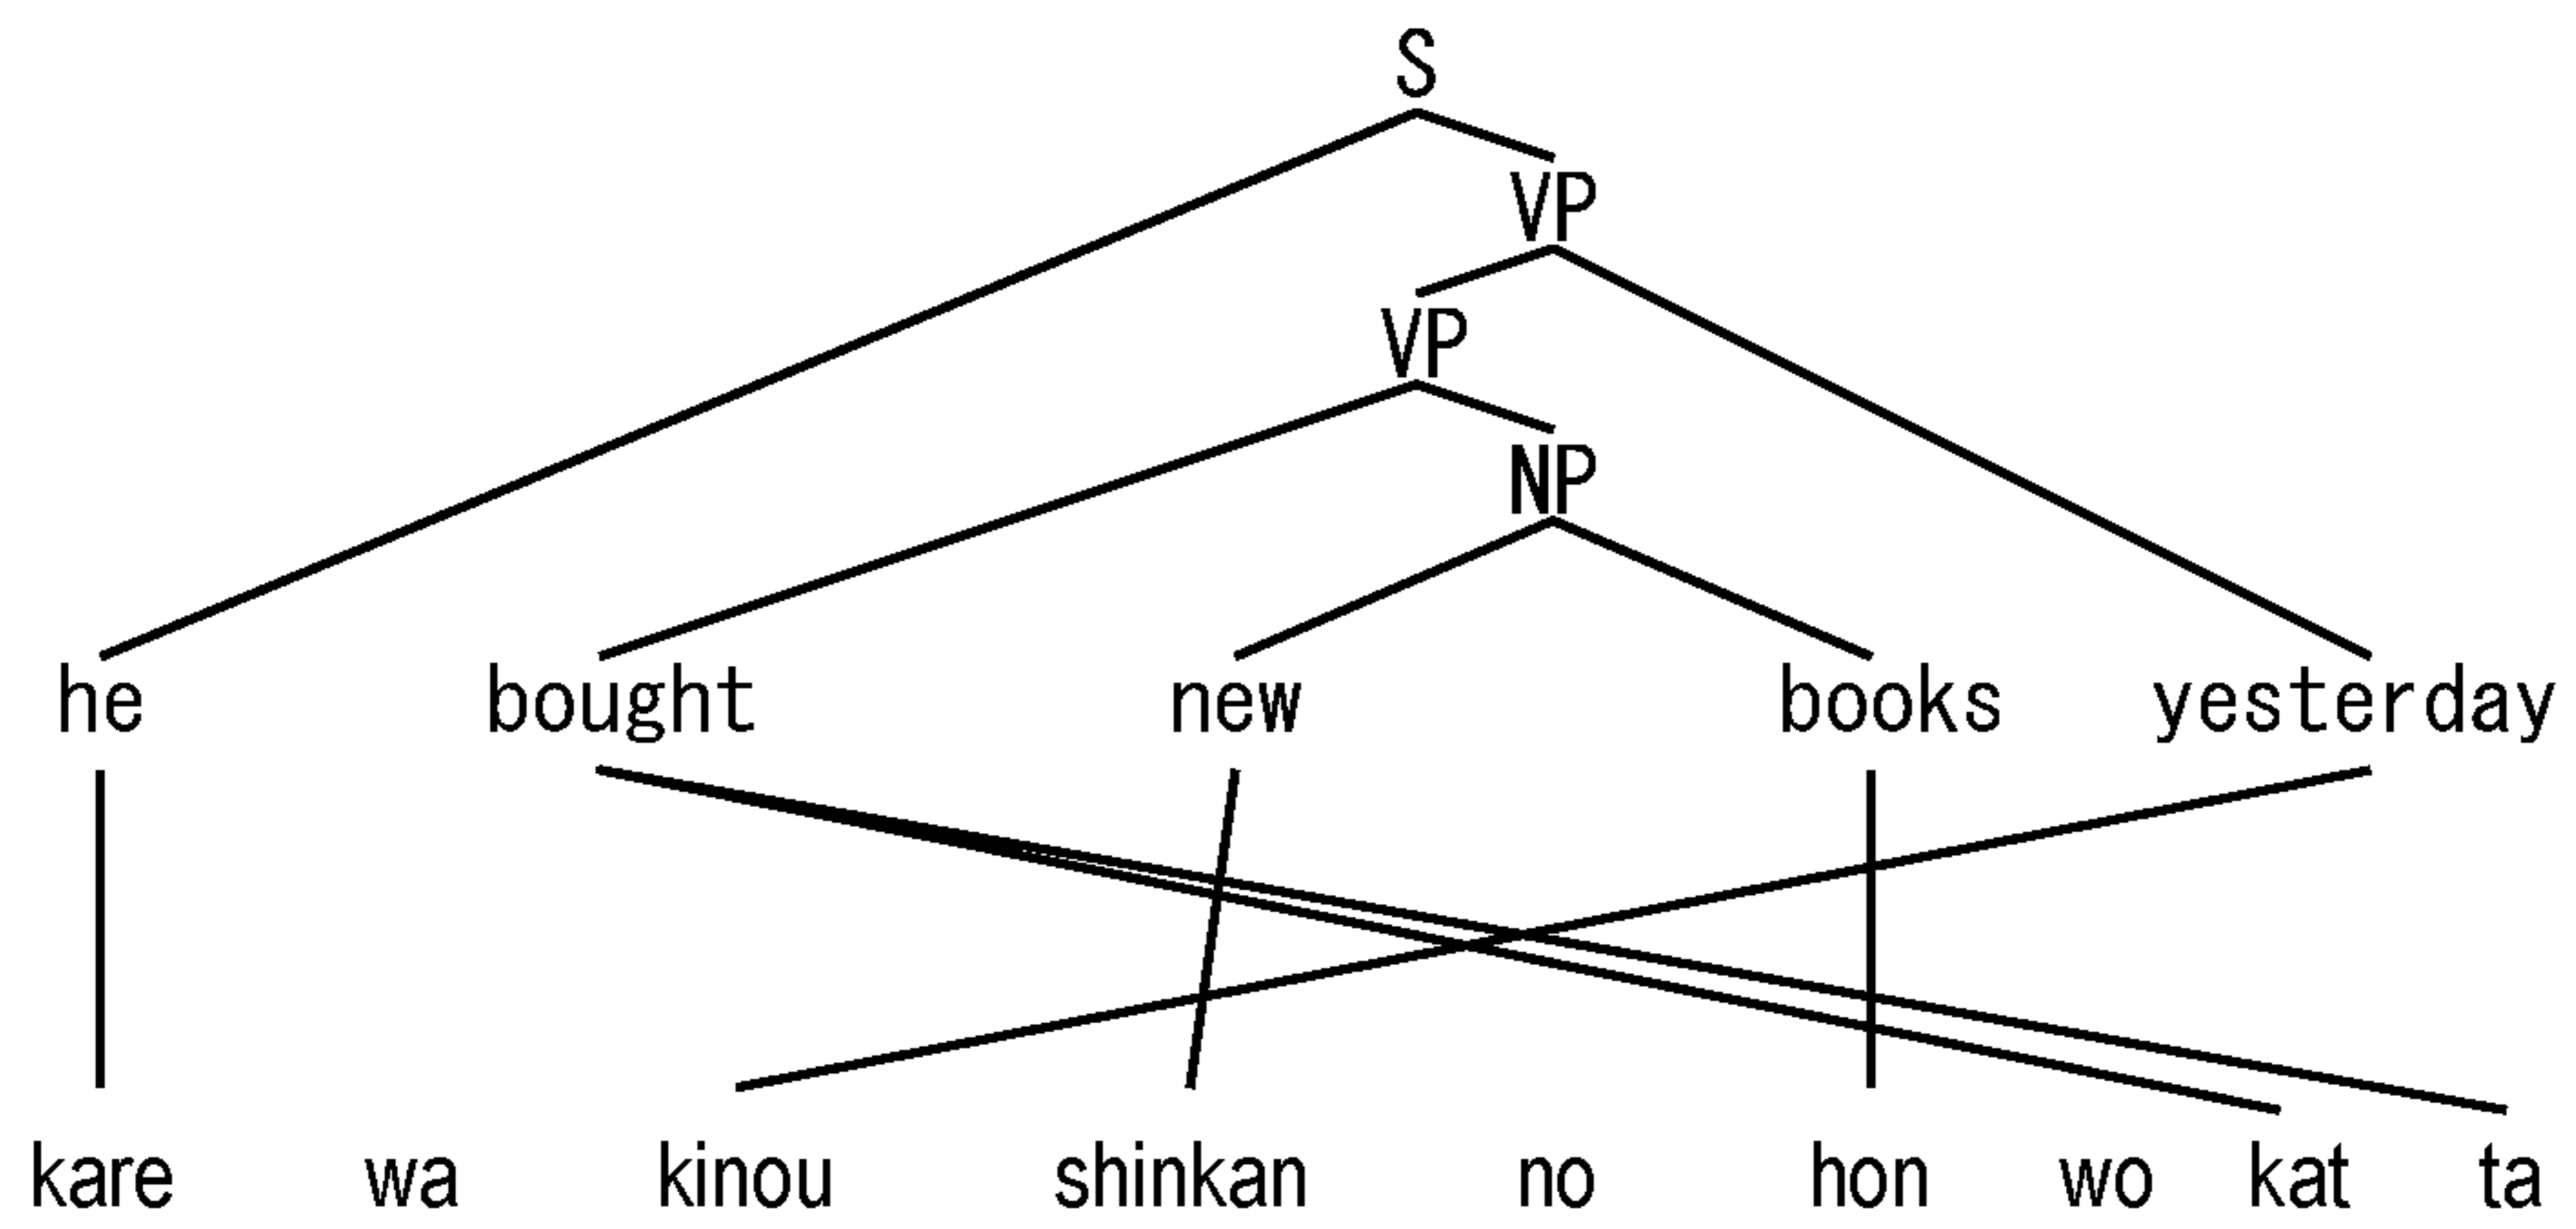 S
VP
VP
NP
he bought new books yesterday
kare wa kinou shinkan no hon wo kat ta